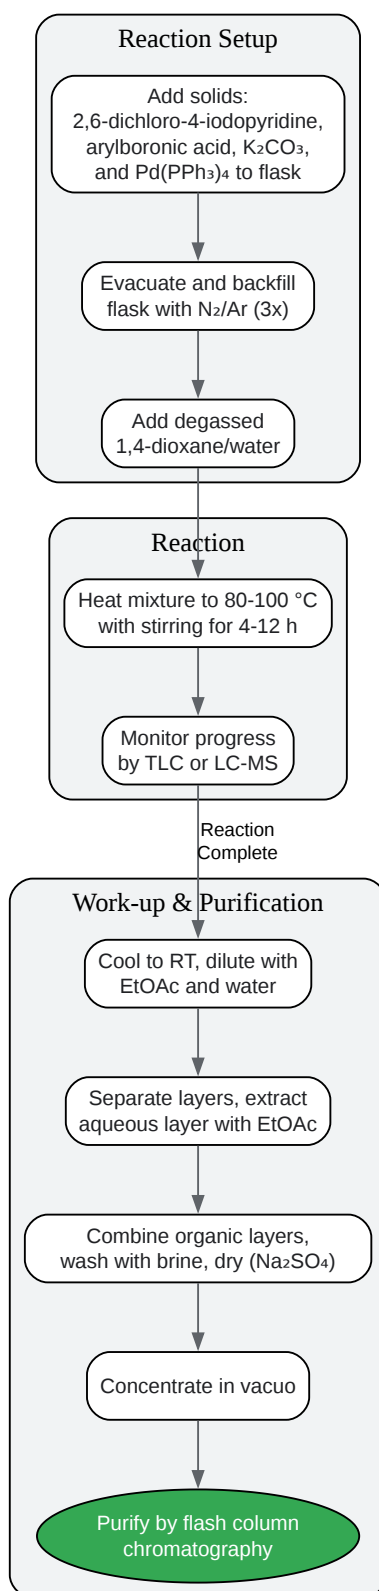 Reaction Setup
Add solids:
2,6-dichloro-4-iodopyridine,
arylboronic acid, K₂CO₃,
and Pd(PPh₃)₄ to flask
Evacuate and backfill
flask with N₂/Ar (3x)
Add degassed
1,4-dioxane/water
Reaction
Heat mixture to 80-100 °C
with stirring for 4-12 h
Monitor progress
by TLC or LC-MS
Reaction
Complete
Work-up & Purification
Cool to RT, dilute with
EtOAc and water
Separate layers, extract
aqueous layer with EtOAc
Combine organic layers,
wash with brine, dry (Na₂SO₄)
Concentrate in vacuo
Purify by flash column
chromatography